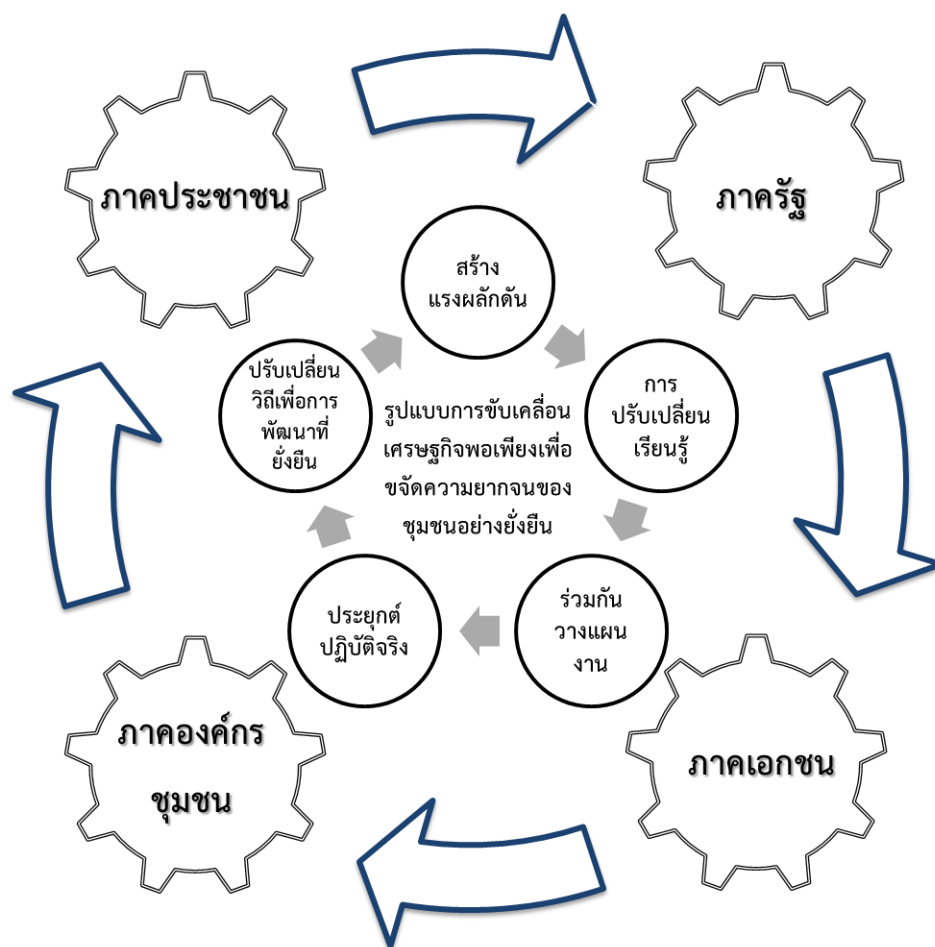 ภาคประชาชน
ภาครัฐ
สร้าง
แรงผลักดัน
ปรับเปลี่ยน
วิถีเพื่อการ
พัฒนาที่
ยั่งยืน
รูปแบบการขับเคลื่อน
เศรษฐกิจพอเพียงเพื่อ
ขจัดความยากจนของ
ชุมชนอย่างยั่งยืน
การ
ปรับเปลี่ยน
เรียนรู้
ประยุกต์
ปฏิบัติจริง
ร่วมกัน
วางแผน
งาน
ภาคองค์กร
ชุมชน
ภาคเอกชน